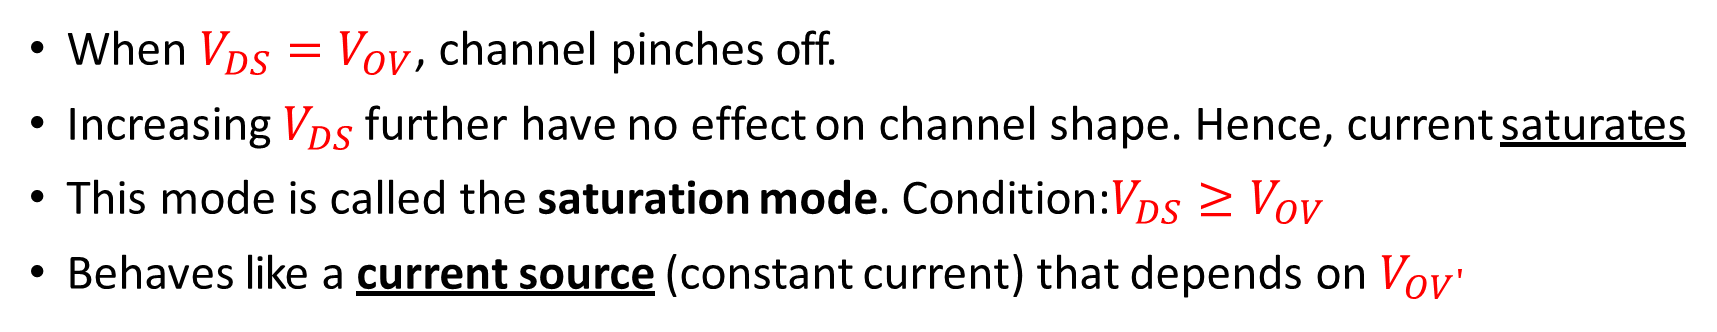 • When V_DS = V_OV, channel pinches off.
• Increasing V_DS further have no effect on channel shape. Hence, current saturates
• This mode is called the saturation mode. Condition:V_DS ≥ V_OV
• Behaves like a current source (constant current) that depends on V_OV'